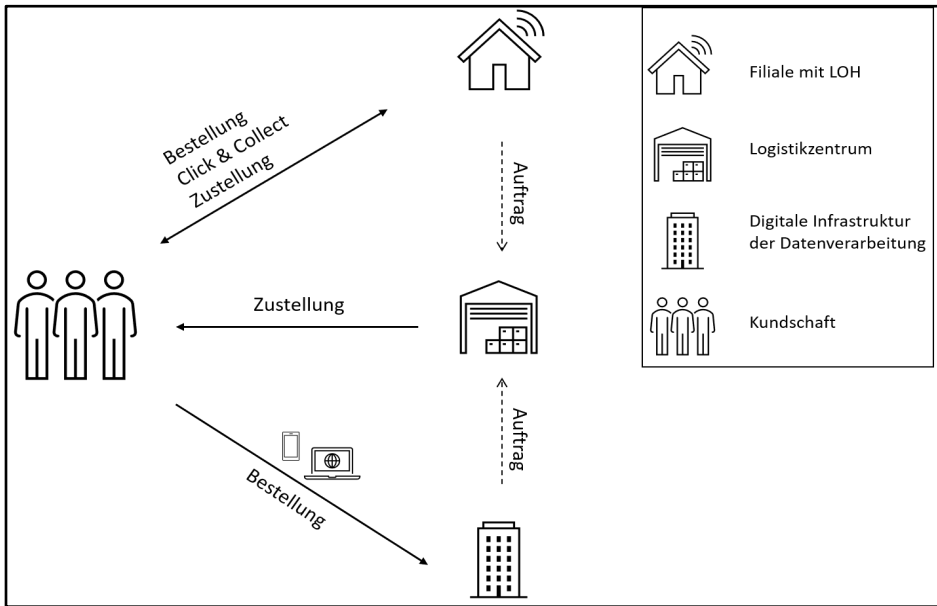 Bestellung
Click & Collect
Zustellung
Auftrag
Zustellung
Auftrag
Bestellung
Filiale mit LOH
Logistikzentrum
Digitale Infrastruktur
der Datenverarbeitung
Kundschaft